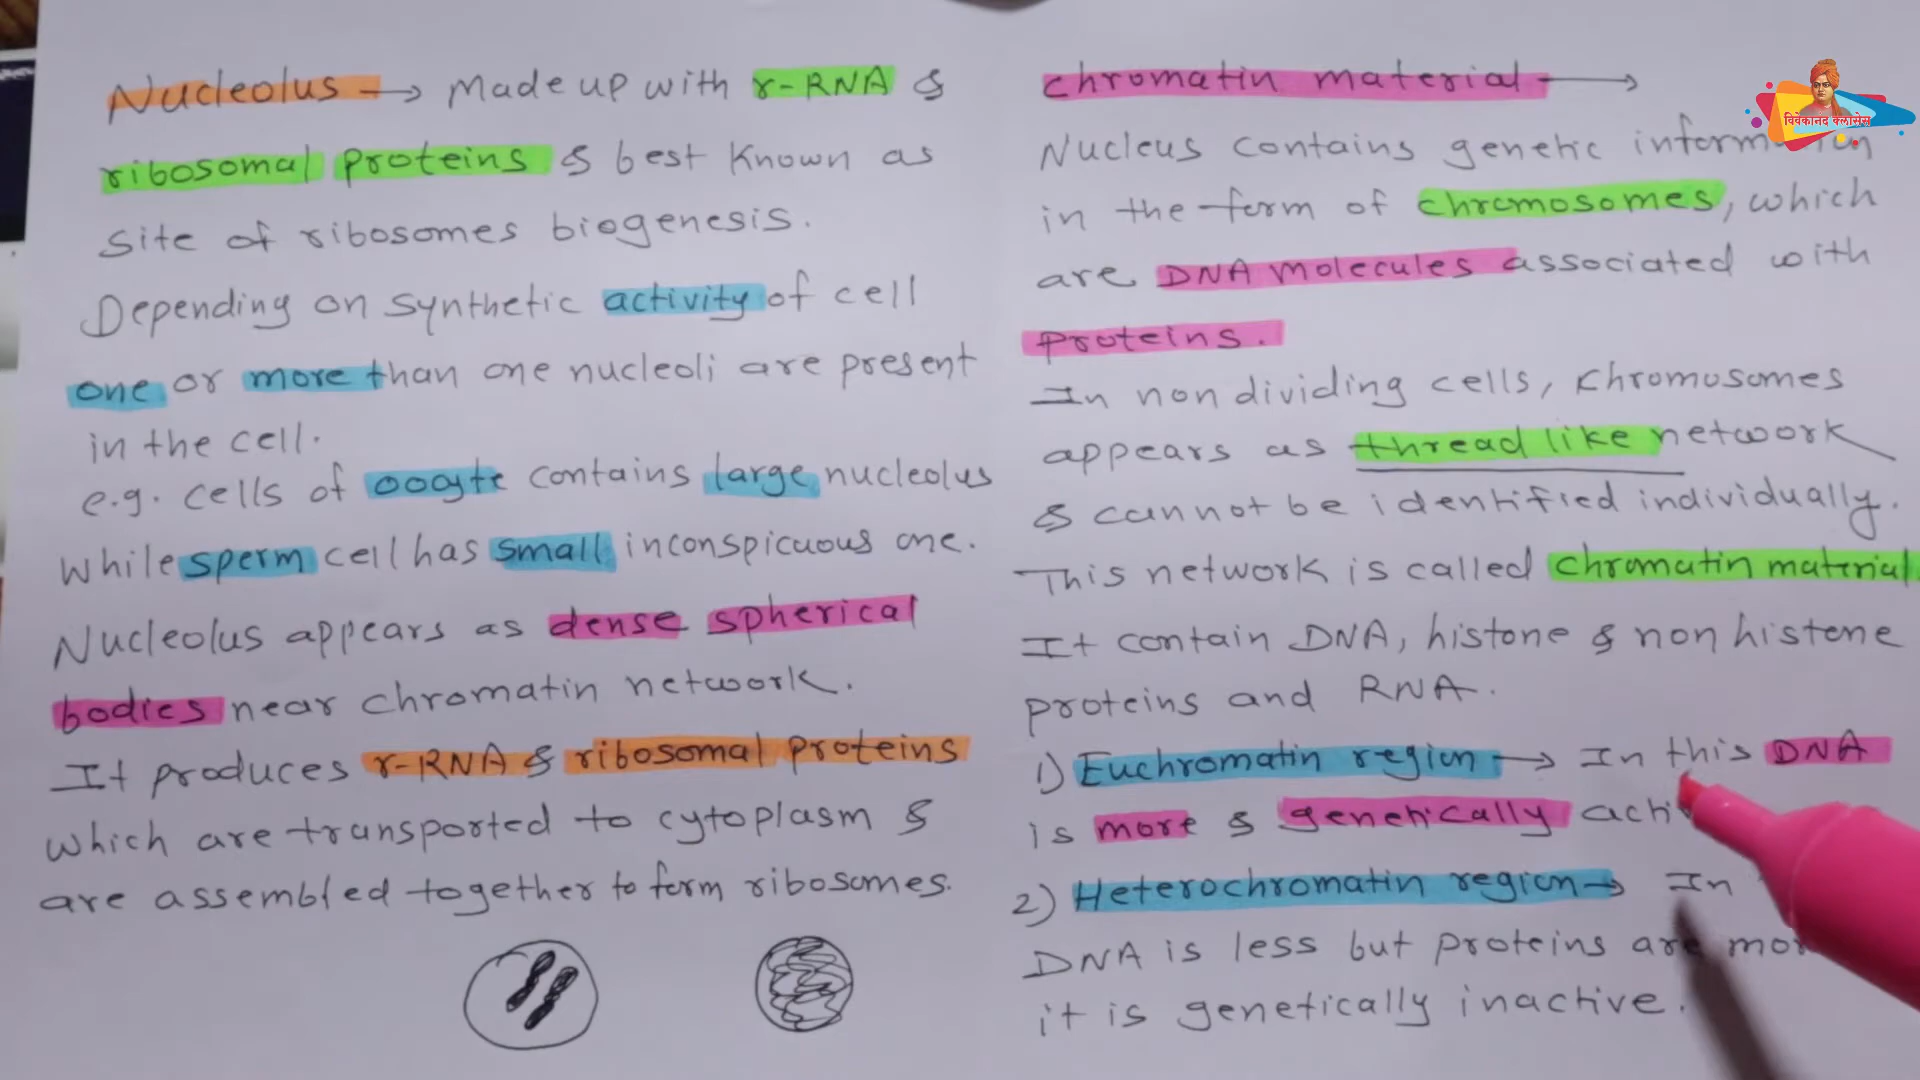 Nucleolus → Made up with r-RNA &
ribosomal proteins & best known as
site of ribosomes biogenesis.
Depending on synthetic activity of cell
one or more than one nucleoli are present
in the cell.
e.g. cells of oocyte contains large nucleolus
while sperm cell has small inconspicuous one.
Nucleolus appears as dense spherical
bodies near chromatin network.
It produces r-RNA & ribosomal proteins
which are transported to cytoplasm &
are assembled together to form ribosomes.
chromatin material →
Nucleus contains genetic information
in the form of chromosomes, which
are DNA molecules associated with
proteins.
In non dividing cells, chromosomes
appears as thread like network
& cannot be identified individually.
This network is called chromatin material.
It contain DNA, histone & non histone
proteins and RNA.
1) Euchromatin region → In this DNA
is more & genetically
2) Heterochromatin region → In
DNA is less but proteins are
it is genetically inactive.
विवेकानंद क्लासेस